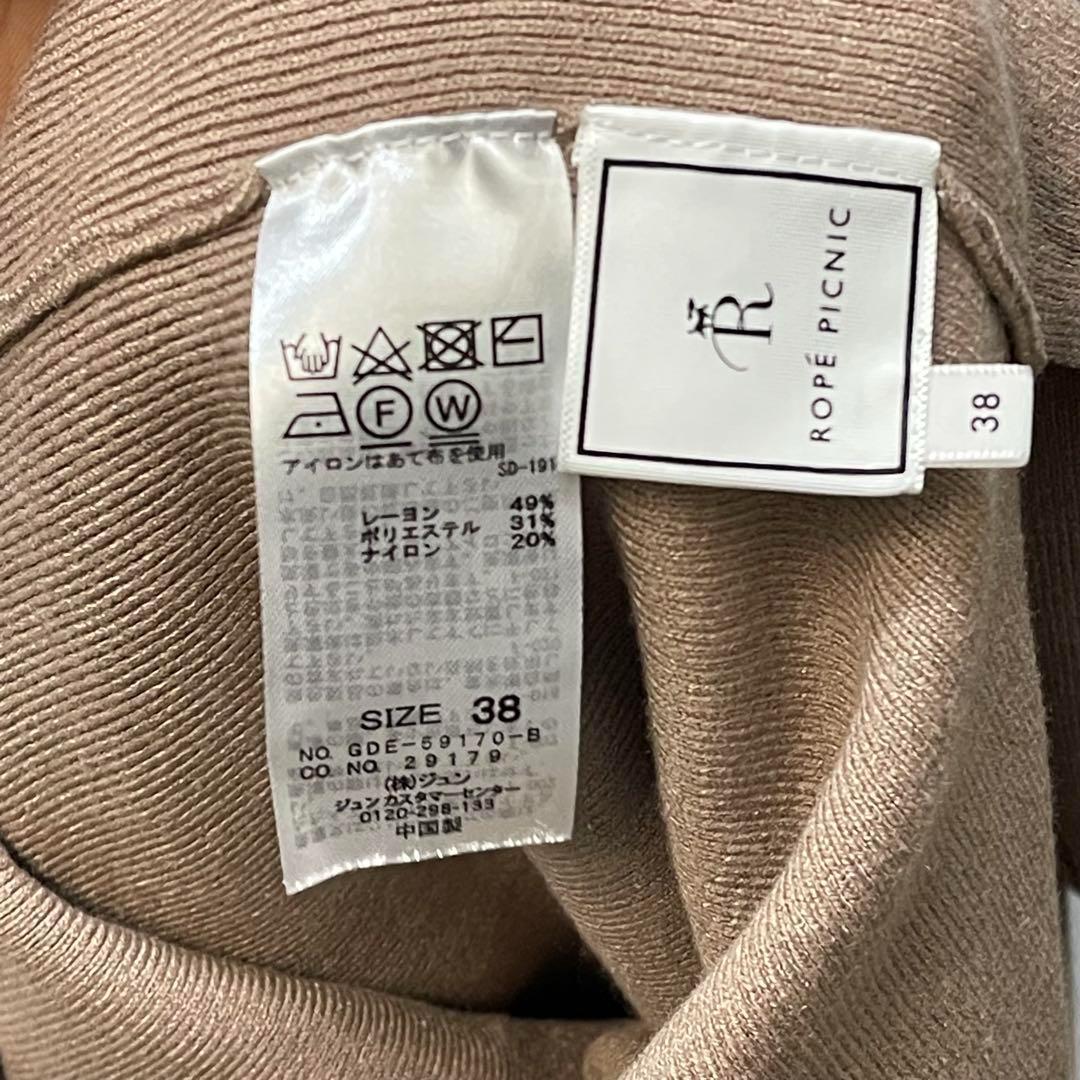 F W
アイロンはあて布を使用
SD-191
レーヨン 49%
ポリエステル 31%
ナイロン 20%
SIZE 38
NO. GDE-59170-B
CO. NO. 29179
(株)ジュン
ジュンカスタマーセンター
0120-298-133
中国製
R
ROPÉ PICNIC
38